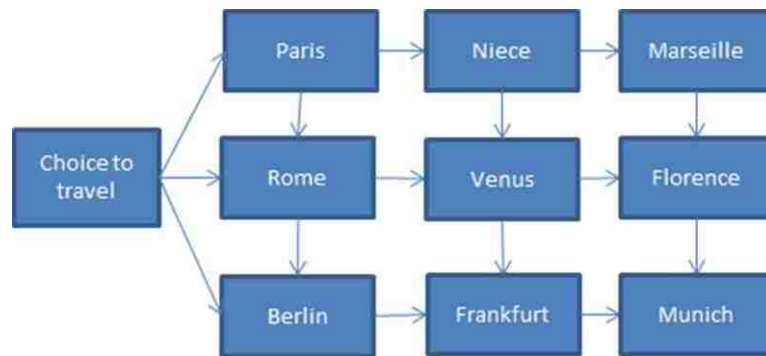 Paris
Niece
Marseille
Choice to
travel
Rome
Venus
Florence
Berlin
Frankfurt
Munich